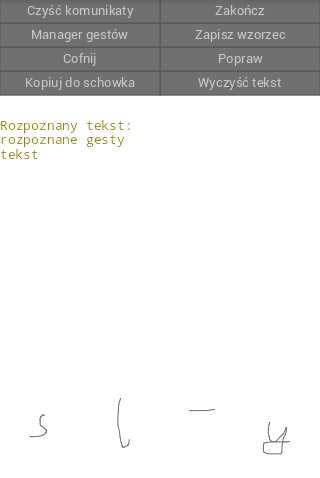 Czyść komunikaty
Zakończ
Manager gestów
Zapisz wzorzec
Cofnij
Popraw
Kopiuj do schowka
Wyczyść tekst
Rozpoznany tekst:
rozpoznane gesty
tekst
s l